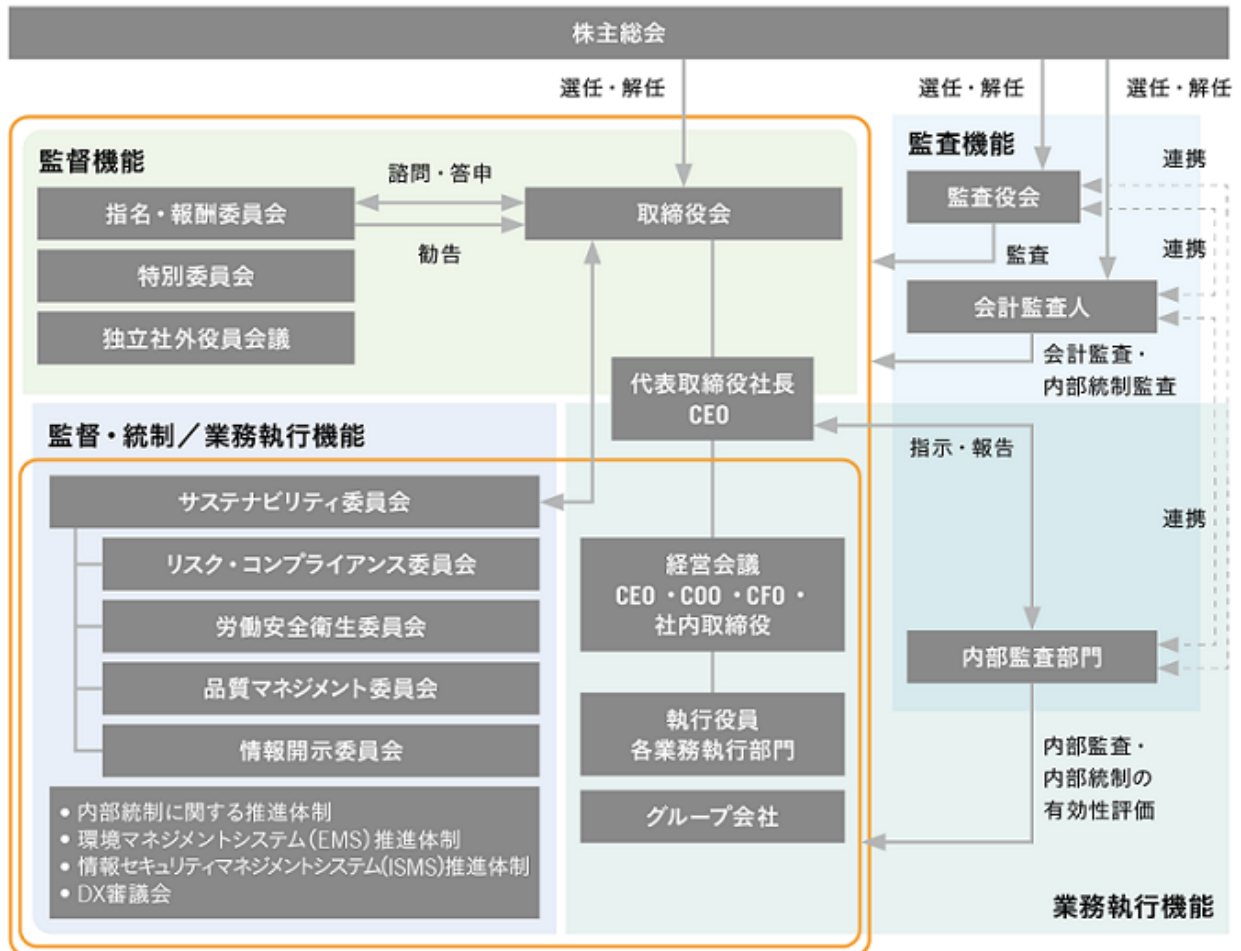 株主総会
選任・解任
選任・解任
選任・解任
監督機能
指名・報酬委員会
諮問・答申
勧告
取締役会
特別委員会
独立社外役員会議
監査機能
監査役会
連携
監査
連携
会計監査人
会計監査・
内部統制監査
代表取締役社長
CEO
指示・報告
連携
監督・統制／業務執行機能
サステナビリティ委員会
リスク・コンプライアンス委員会
労働安全衛生委員会
品質マネジメント委員会
情報開示委員会
• 内部統制に関する推進体制
• 環境マネジメントシステム（EMS）推進体制
• 情報セキュリティマネジメントシステム(ISMS)推進体制
• DX審議会
経営会議
CEO・COO・CFO・
社内取締役
執行役員
各業務執行部門
グループ会社
内部監査部門
内部監査・
内部統制の
有効性評価
業務執行機能